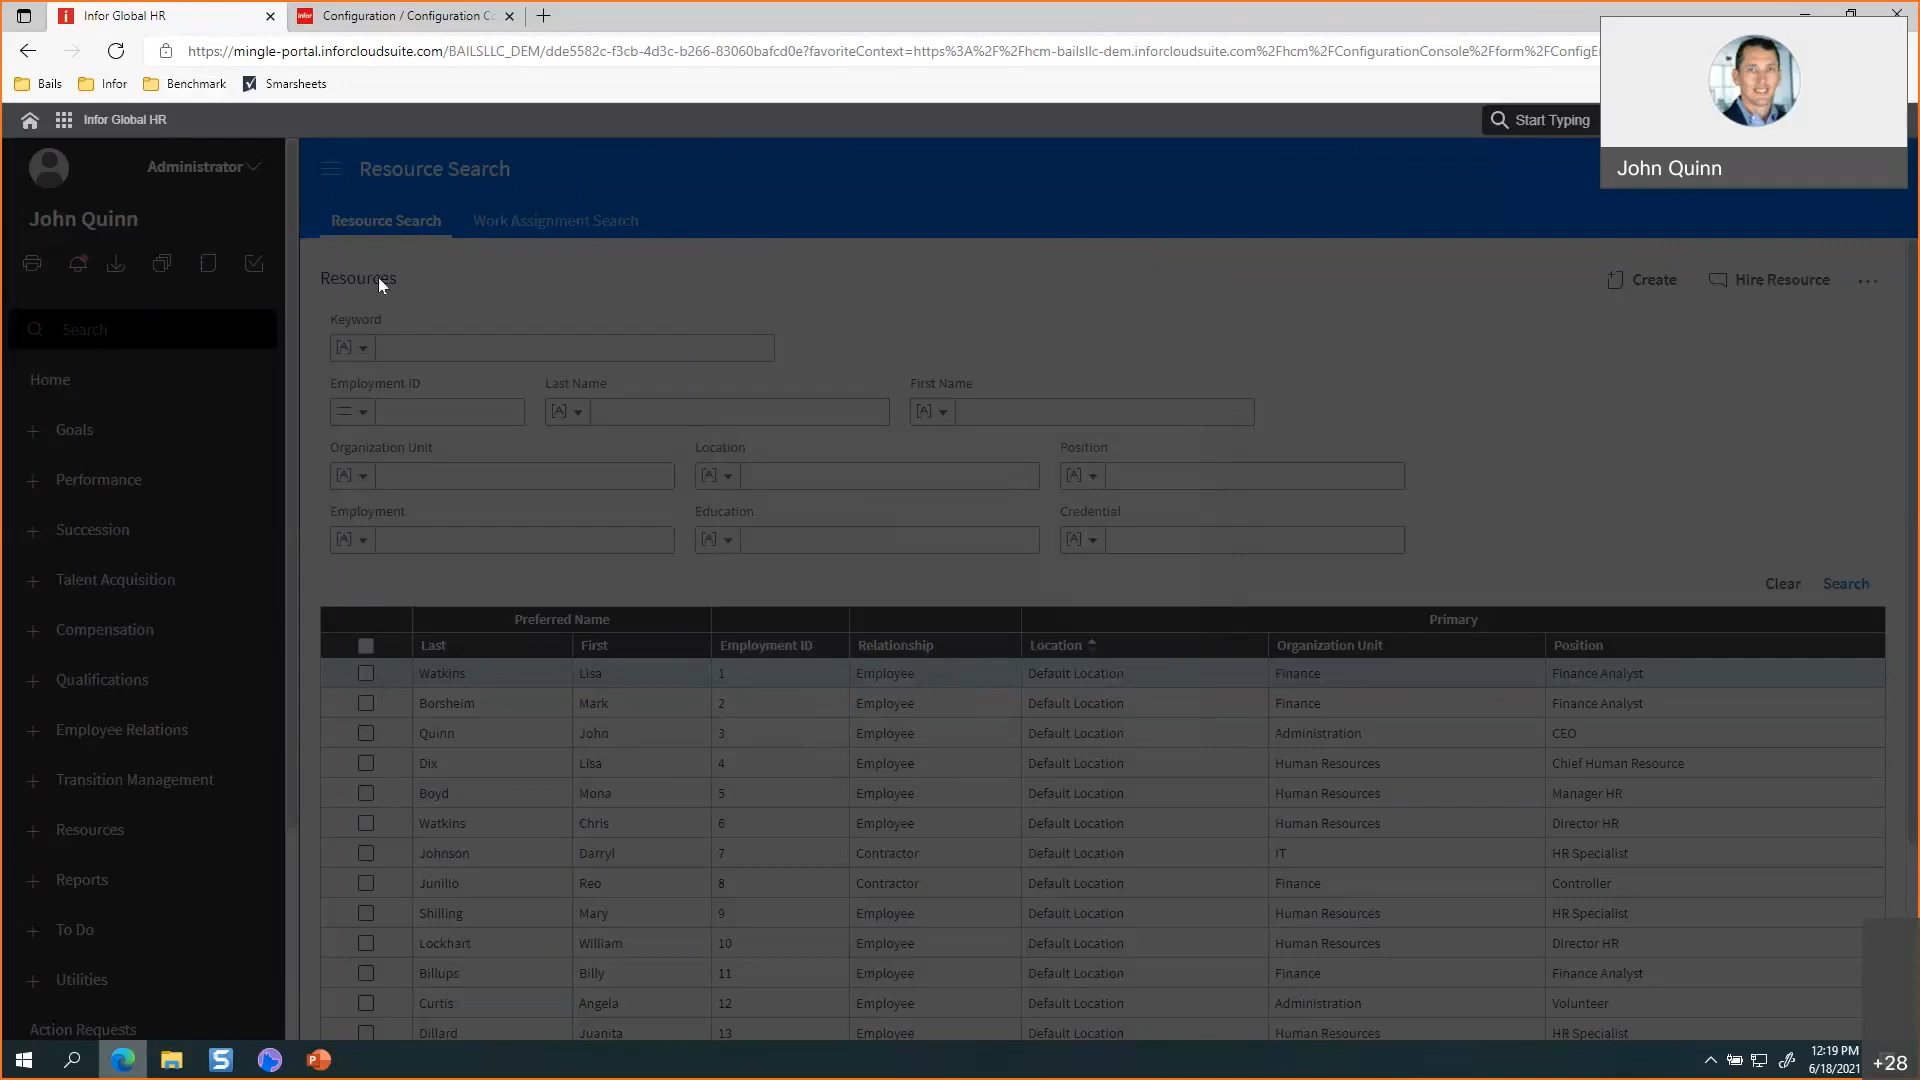 Infor Global HR
Configuration / Configuration C
https://mingle-portal.inforcloudsuite.com/BAILSLLC_DEM/dde5582c-f3cb-4d3c-b266-83060bafcd0e?favoriteContext=https%3A%2F%2Fhcm-bailsllc-dem.inforcloudsuite.com%2Fhcm%2FConfigurationConsole%2Fform%2FConfigE
Bails
Infor
Benchmark
Smarsheets
Infor Global HR
Start Typing
John Quinn
Administrator
John Quinn
Search
Home
Goals
Performance
Succession
Talent Acquisition
Compensation
Qualifications
Employee Relations
Transition Management
Resources
Reports
To Do
Utilities
Action Requests
Resource Search
Resource Search Work Assignment Search
Resources
Create Hire Resource ...
Keyword
Employment ID Last Name First Name
Organization Unit Location Position
Employment Education Credential
Clear Search
Preferred Name Primary
Last First Employment ID Relationship Location Organization Unit Position
Watkins Lisa 1 Employee Default Location Finance Finance Analyst
Borsheim Mark 2 Employee Default Location Finance Finance Analyst
Quinn John 3 Employee Default Location Administration CEO
Dix Lisa 4 Employee Default Location Human Resources Chief Human Resource
Boyd Mona 5 Employee Default Location Human Resources Manager HR
Watkins Chris 6 Employee Default Location Human Resources Director HR
Johnson Darryl 7 Contractor Default Location IT HR Specialist
Junillo Reo 8 Contractor Default Location Finance Controller
Shilling Mary 9 Employee Default Location Human Resources HR Specialist
Lockhart William 10 Employee Default Location Human Resources Director HR
Billups Billy 11 Employee Default Location Finance Finance Analyst
Curtis Angela 12 Employee Default Location Administration Volunteer
Dillard Juanita 13 Employee Default Location Human Resources HR Specialist
12:19 PM
6/18/2021
+28